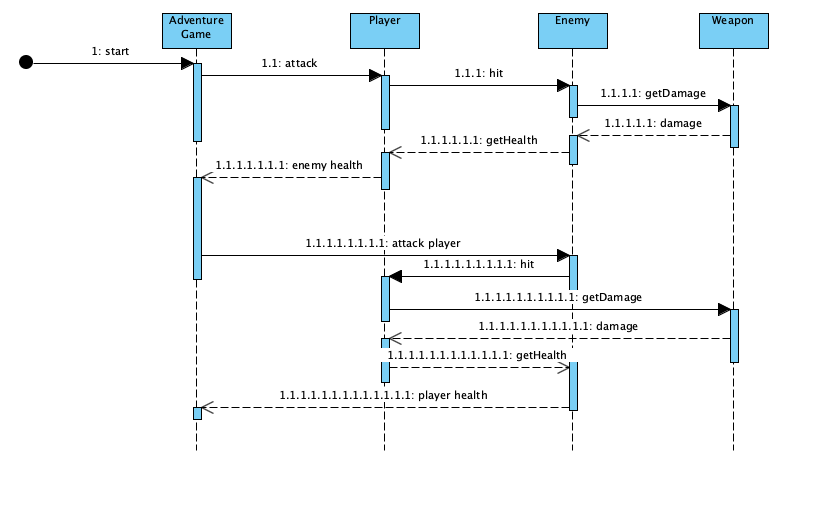 Adventure
Game
Player
Enemy
Weapon
1: start
1.1: attack
1.1.1: hit
1.1.1.1: getDamage
1.1.1.1.1: damage
1.1.1.1.1.1: getHealth
1.1.1.1.1.1.1: enemy health
1.1.1.1.1.1.1.1: attack player
1.1.1.1.1.1.1.1.1: hit
1.1.1.1.1.1.1.1.1.1: getDamage
1.1.1.1.1.1.1.1.1.1.1: damage
1.1.1.1.1.1.1.1.1.1.1.1: getHealth
1.1.1.1.1.1.1.1.1.1.1.1.1: player health